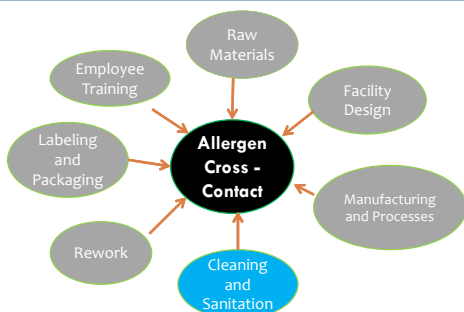 Raw
Materials
Employee
Training
Facility
Design
Allergen
Cross -
Contact
Labeling
and
Packaging
Manufacturing
and Processes
Rework
Cleaning
and
Sanitation